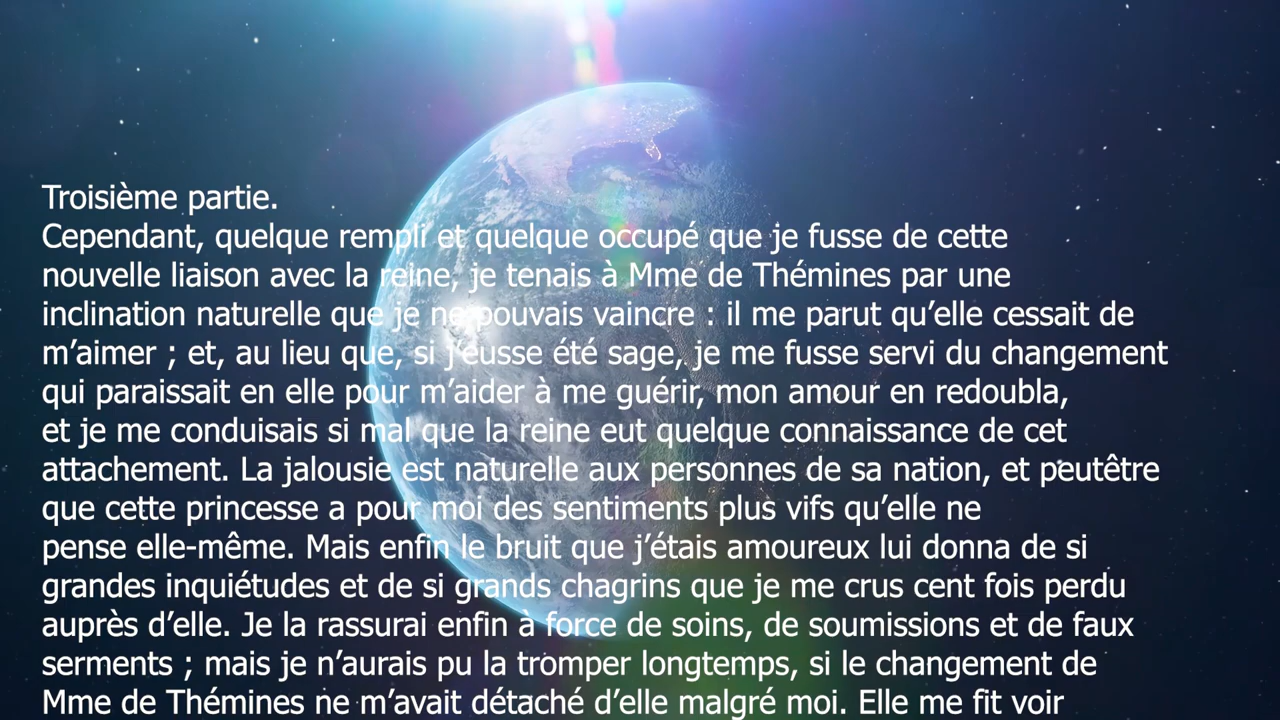 Troisième partie.
Cependant, quelque rempli et quelque occupé que je fusse de cette
nouvelle liaison avec la reine, je tenais à Mme de Thémines par une
inclination naturelle que je ne pouvais vaincre : il me parut qu’elle cessait de
m’aimer ; et, au lieu que, si j’eusse été sage, je me fusse servi du changement
qui paraissait en elle pour m’aider à me guérir, mon amour en redoubla,
et je me conduisais si mal que la reine eut quelque connaissance de cet
attachement. La jalousie est naturelle aux personnes de sa nation, et peutêtre
que cette princesse a pour moi des sentiments plus vifs qu’elle ne
pense elle-même. Mais enfin le bruit que j’étais amoureux lui donna de si
grandes inquiétudes et de si grands chagrins que je me crus cent fois perdu
auprès d’elle. Je la rassurai enfin à force de soins, de soumissions et de faux
serments ; mais je n’aurais pu la tromper longtemps, si le changement de
Mme de Thémines ne m’avait détaché d’elle malgré moi. Elle me fit voir